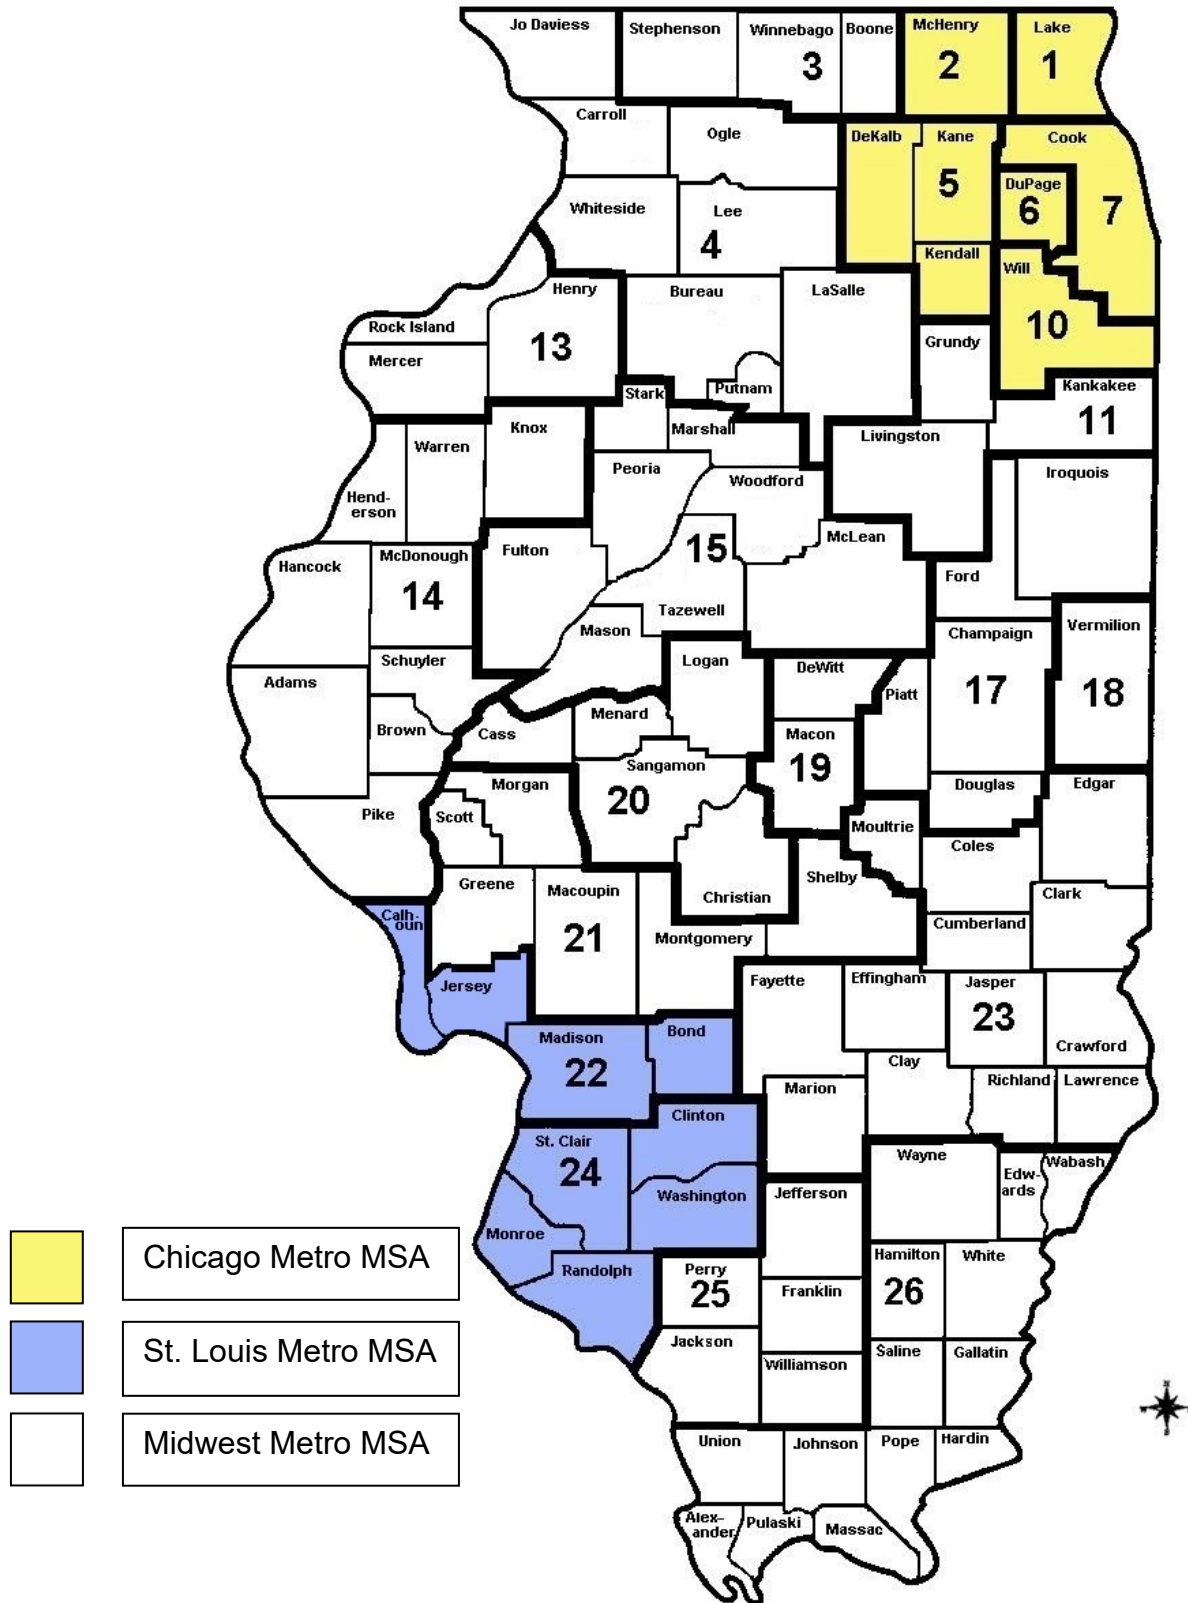 Jo Daviess
Stephenson
Winnebago
Boone
McHenry
Lake
3
2
1
Carroll
Ogle
DeKalb
Kane
Cook
5
DuPage
6
7
Whiteside
Lee
4
Kendall
Will
Henry
Bureau
LaSalle
Rock Island
13
10
Grundy
Mercer
Putnam
Stark
Kankakee
11
Knox
Marshall
Livingston
Warren
Peoria
Woodford
Iroquois
Hend-
erson
Fulton
15
McLean
Hancock
McDonough
14
Ford
Tazewell
Mason
Champaign
Vermilion
Schuyler
Logan
DeWitt
Adams
17
18
Piatt
Menard
Brown
Cass
Macon
19
Sangamon
20
Morgan
Douglas
Edgar
Pike
Scott
Moultrie
Coles
Greene
Macoupin
Christian
Shelby
Clark
Calh-
oun
21
Montgomery
Cumberland
Jersey
Fayette
Effingham
Jasper
23
Madison
22
Bond
Crawford
Clay
Marion
Richland
Lawrence
Clinton
St. Clair
24
Wayne
Edw-
ards
Wabash
Washington
Jefferson
Monroe
Randolph
Perry
25
Hamilton
26
White
Franklin
Jackson
Williamson
Saline
Gallatin
Union
Johnson
Pope
Hardin
Alex-
ander
Pulaski
Massac
Chicago Metro MSA
St. Louis Metro MSA
Midwest Metro MSA